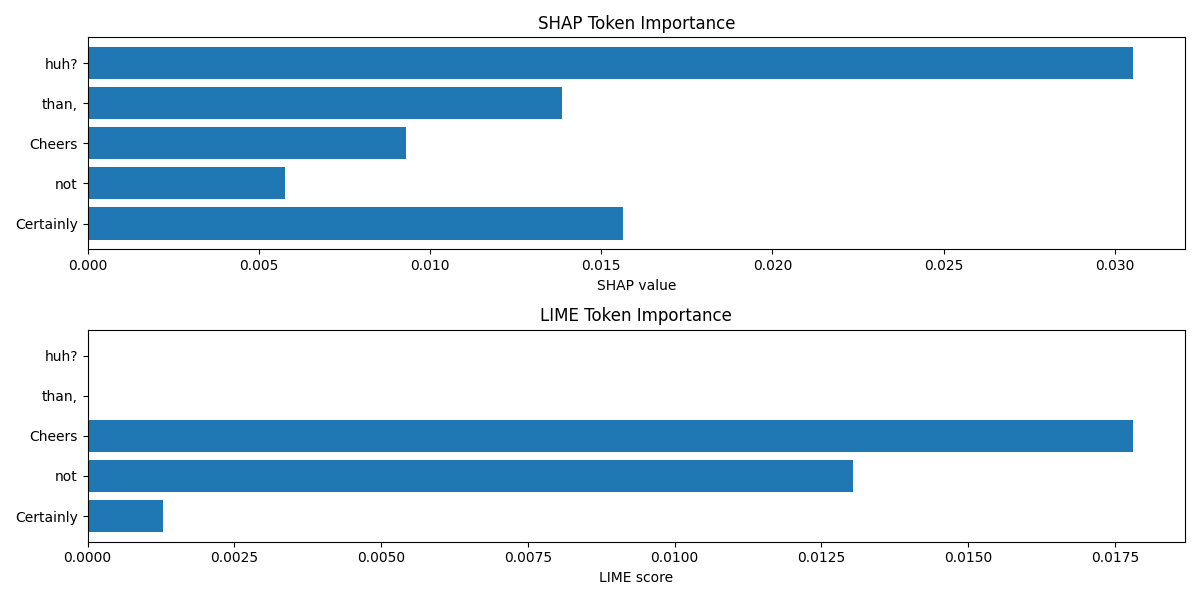 SHAP Token Importance
huh?
than,
Cheers
not
Certainly
0.000 0.005 0.010 0.015 0.020 0.025 0.030
SHAP value
LIME Token Importance
huh?
than,
Cheers
not
Certainly
0.0000 0.0025 0.0050 0.0075 0.0100 0.0125 0.0150 0.0175
LIME score